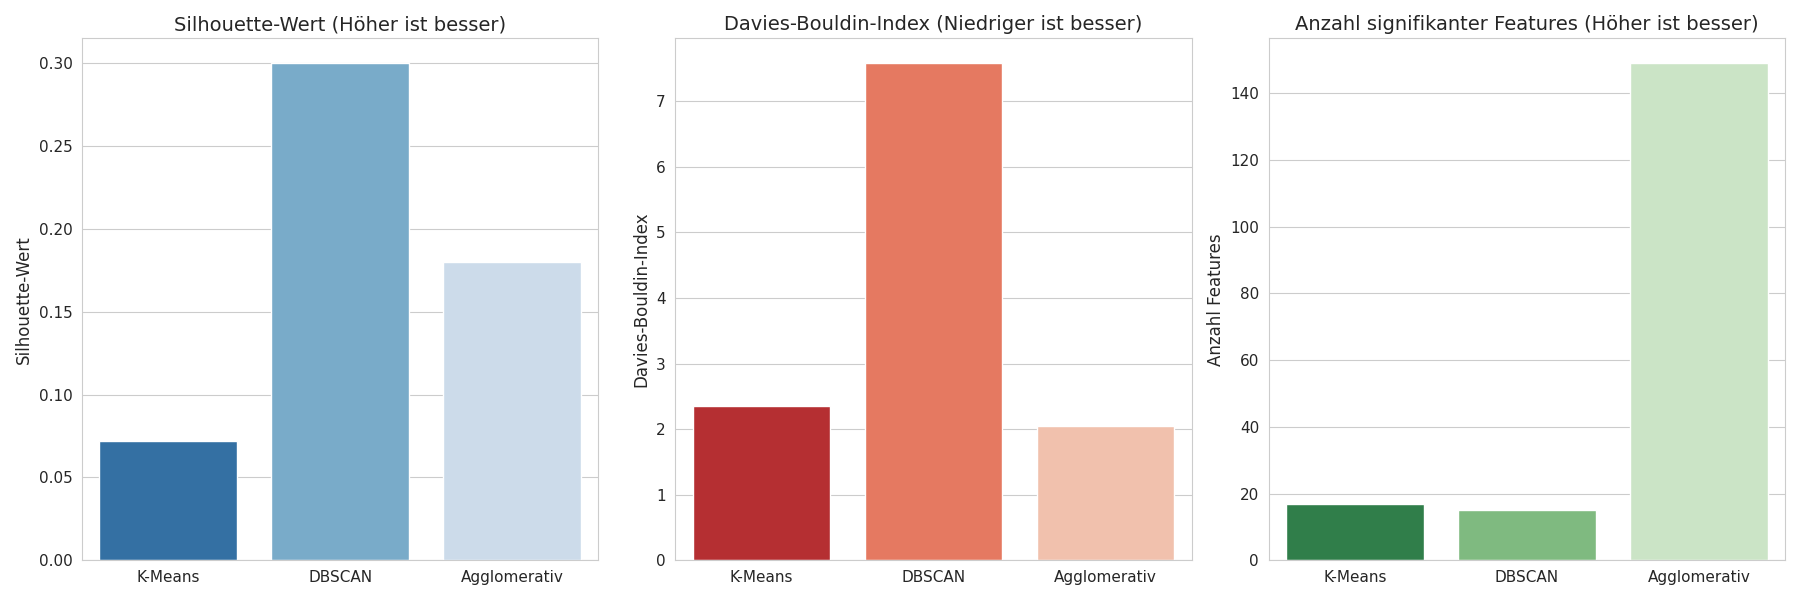 Silhouette-Wert (Höher ist besser)
Silhouette-Wert
0.30
0.25
0.20
0.15
0.10
0.05
0.00
K-Means
DBSCAN
Agglomerativ
Davies-Bouldin-Index (Niedriger ist besser)
Davies-Bouldin-Index
7
6
5
4
3
2
1
0
K-Means
DBSCAN
Agglomerativ
Anzahl signifikanter Features (Höher ist besser)
Anzahl Features
140
120
100
80
60
40
20
0
K-Means
DBSCAN
Agglomerativ